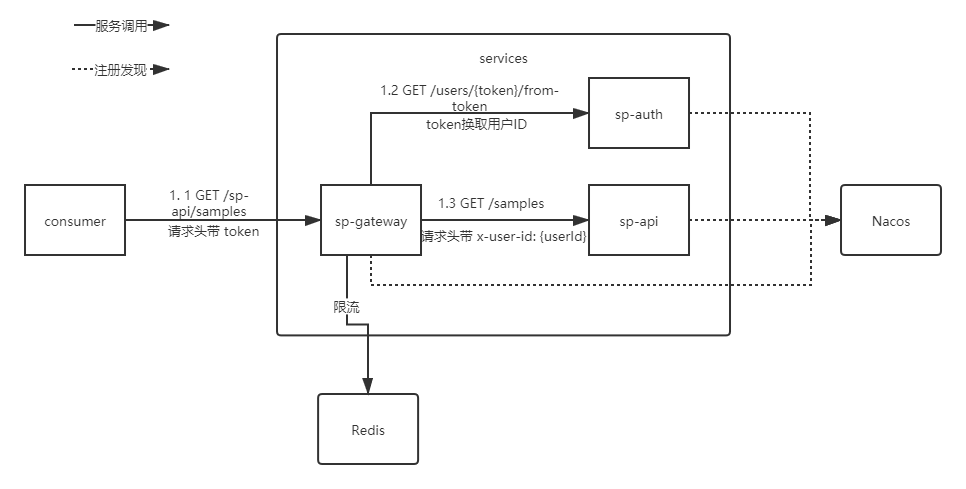 服务调用
注册发现
services
1.2 GET /users/{token}/from-
token
token换取用户ID
sp-auth
consumer
1. 1 GET /sp-
api/samples
请求头带 token
sp-gateway
1.3 GET /samples
请求头带 x-user-id: {userId}
sp-api
Nacos
限流
Redis